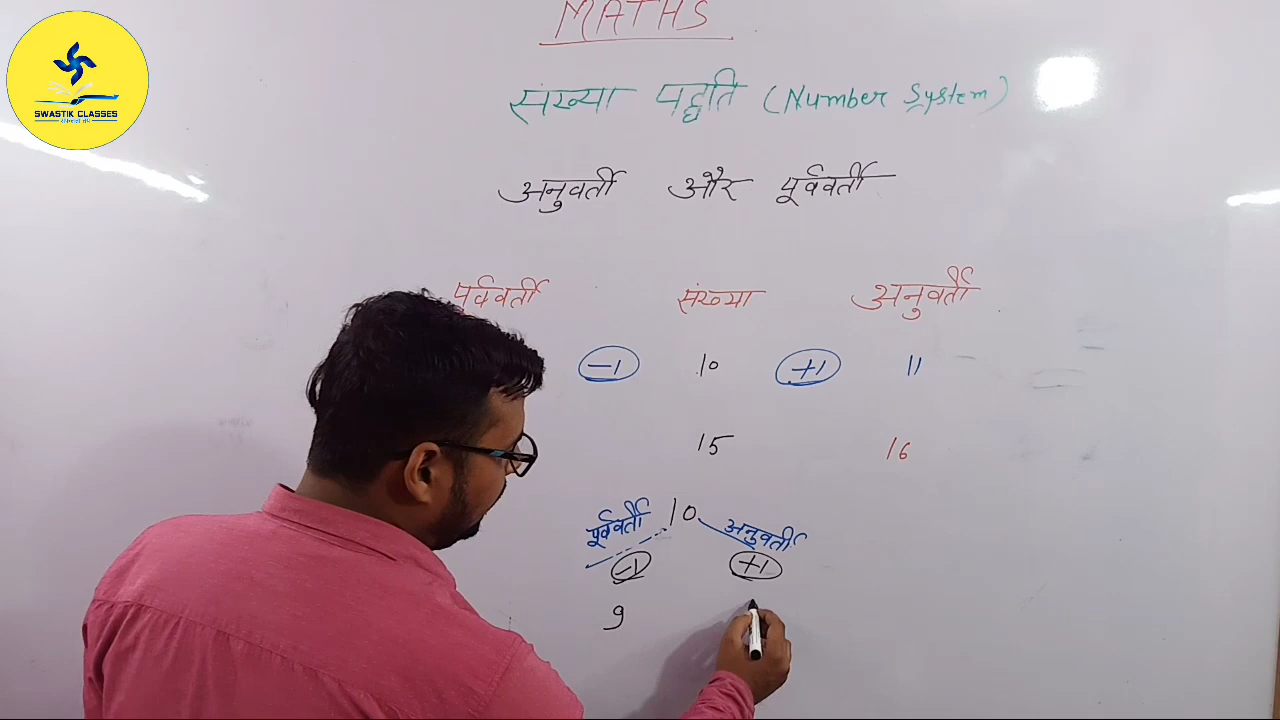 MATHS
संख्या पद्धति (Number System)
अनुवर्ती और पूर्ववर्ती
पूर्ववर्ती संख्या अनुवर्ती
-1 10 +1 11
15 16
10
पूर्ववर्ती अनुवर्ती
-1 +1
9
SWASTIK CLASSES